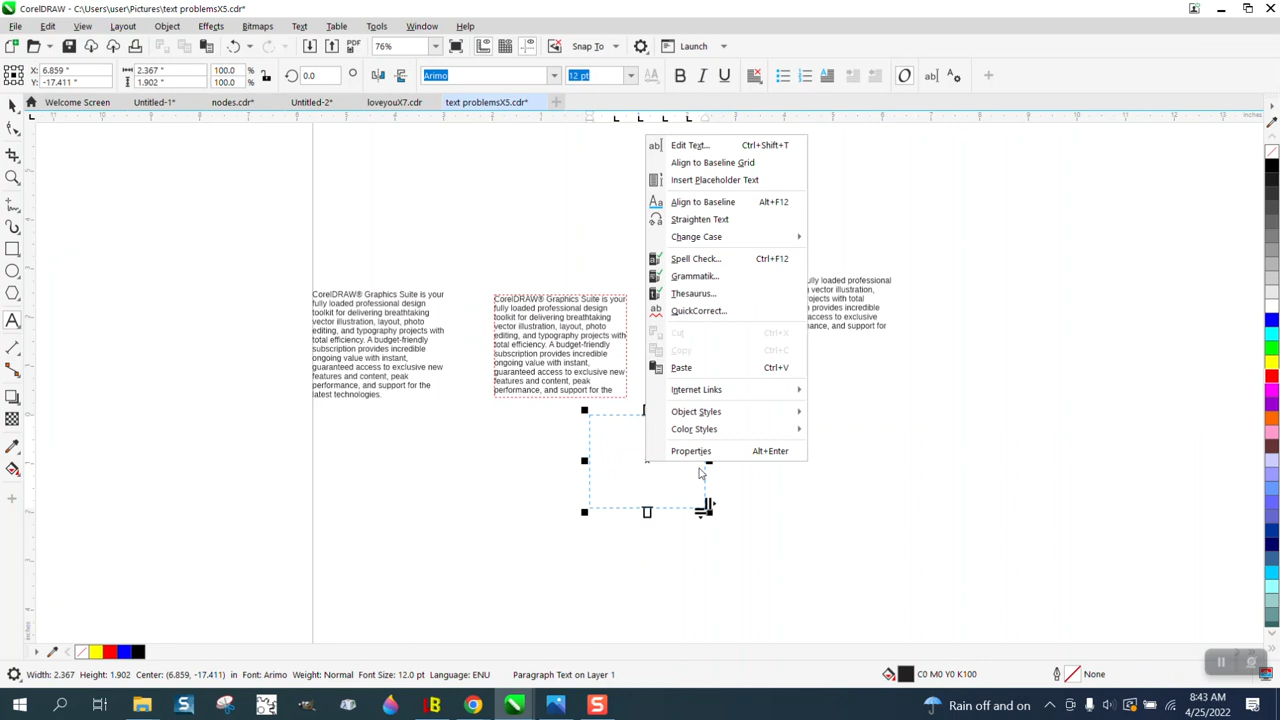 CorelDRAW - C:\Users\user\Pictures\text problemsX5.cdr*
File Edit View Layout Object Effects Bitmaps Text Tools Table Window Help
76% Snap To Launch
X: 6.859 " 2.367 " 100.0 %
Y: -17.411 " 1.902 " 100.0 %
0.0 Arimo 12 pt
Welcome Screen Untitled-1* nodes.cdr* Untitled-2* loveyouX7.cdr text problemsX5.cdr*
inches
Edit Text... Ctrl+Shift+T
Align to Baseline Grid
Insert Placeholder Text
Align to Baseline Alt+F12
Straighten Text
Change Case
Spell Check... Ctrl+F12
Grammatik...
Thesaurus...
QuickCorrect...
Cut Ctrl+X
Copy Ctrl+C
Paste Ctrl+V
Internet Links
Object Styles
Color Styles
Properties Alt+Enter
CorelDRAW® Graphics Suite is your
fully loaded professional design
toolkit for delivering breathtaking
vector illustration, layout, photo
editing, and typography projects with
total efficiency. A budget-friendly
subscription provides incredible
ongoing value with instant,
guaranteed access to exclusive new
features and content, peak
performance, and support for the
latest technologies.
CorelDRAW® Graphics Suite is your
fully loaded professional design
toolkit for delivering breathtaking
vector illustration, layout, photo
editing, and typography projects with
total efficiency. A budget-friendly
subscription provides incredible
ongoing value with instant,
guaranteed access to exclusive new
features and content, peak
performance, and support for the
loaded professional
vector illustration,
with total
incredible
access to exclusive
and support for
Width: 2.367 Height: 1.902 Center: (6.859, -17.411) in Font: Arimo Weight: Normal Font Size: 12.0 pt Language: ENU Paragraph Text on Layer 1
C0 M0 Y0 K100 None
Rain off and on
8:43 AM
4/25/2022